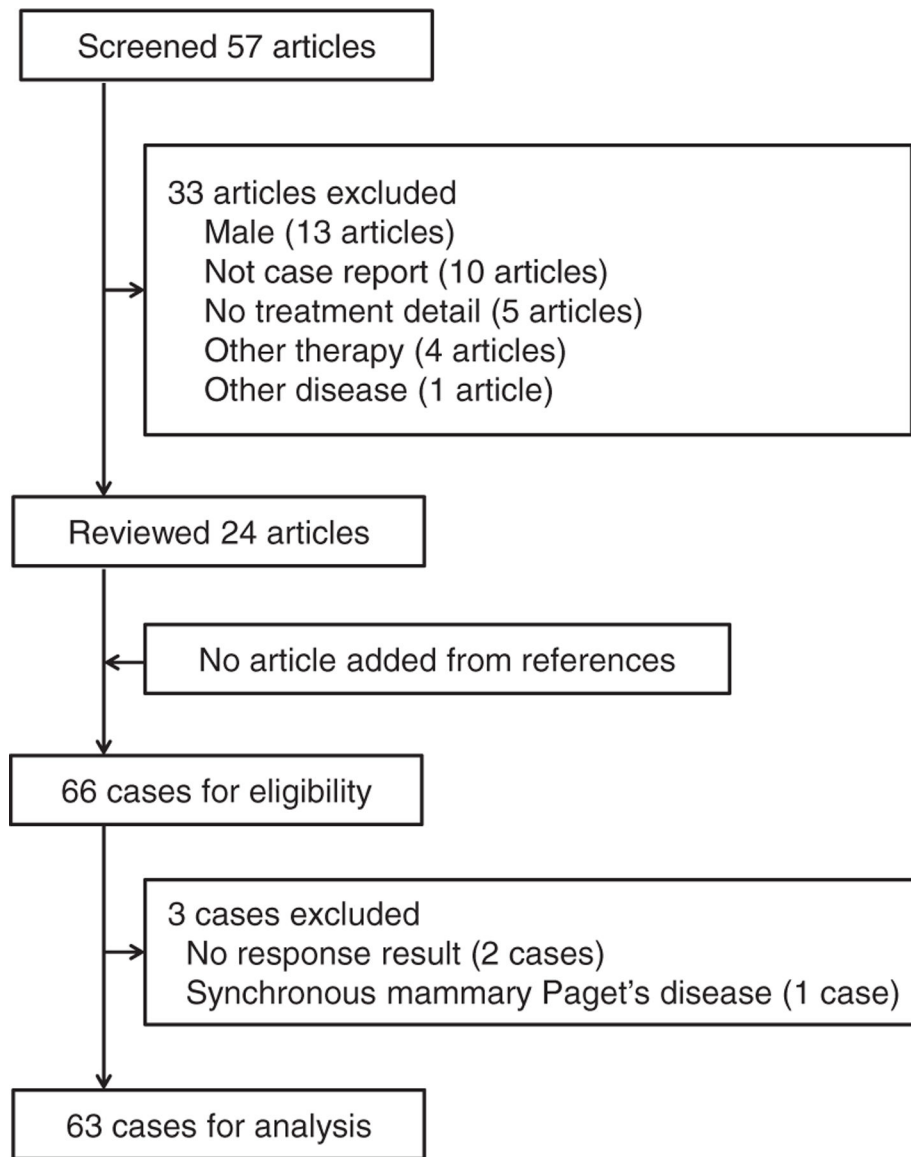 Screened 57 articles
33 articles excluded
Male (13 articles)
Not case report (10 articles)
No treatment detail (5 articles)
Other therapy (4 articles)
Other disease (1 article)
Reviewed 24 articles
No article added from references
66 cases for eligibility
3 cases excluded
No response result (2 cases)
Synchronous mammary Paget’s disease (1 case)
63 cases for analysis